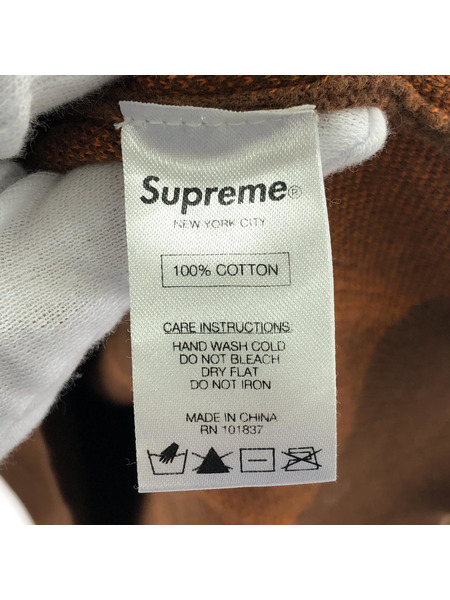 Supreme®
NEW YORK CITY
100% COTTON
CARE INSTRUCTIONS:
HAND WASH COLD
DO NOT BLEACH
DRY FLAT
DO NOT IRON
MADE IN CHINA
RN 101837